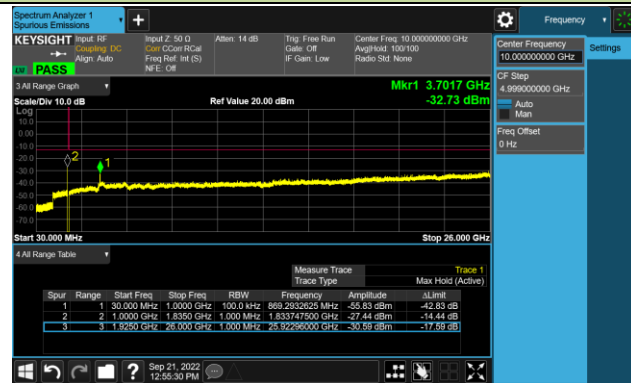 Spectrum Analyzer 1
Spurious Emissions
Frequency
KEYSIGHT Input: RF
Coupling: DC
Align: Auto
Input Z: 50 Ω
Corr CCorr RCal
Freq Ref: Int (S)
NFE: Off
Atten: 14 dB
Trig: Free Run
Gate: Off
IF Gain: Low
Center Freq: 10.000000000 GHz
Avg|Hold: 100/100
Radio Std: None
PASS
Center Frequency
10.000000000 GHz
Settings
CF Step
4.999000000 GHz
Auto
Man
Freq Offset
0 Hz
3 All Range Graph
Mkr1 3.7017 GHz
Scale/Div 10.0 dB
Ref Value 20.00 dBm
-32.73 dBm
Log
10.0
0.00
-10.0
-20.0
-30.0
-40.0
-50.0
-60.0
-70.0
2
1
Start 30.000 MHz
Stop 26.000 GHz
4 All Range Table
Measure Trace Trace 1
Trace Type Max Hold (Active)
Spur Range Start Freq Stop Freq RBW Frequency Amplitude ΔLimit
1 1 30.000 MHz 1.0000 GHz 100.0 kHz 869.2932625 MHz -55.83 dBm -42.83 dB
2 2 1.0000 GHz 1.8350 GHz 1.000 MHz 1.833747500 GHz -27.44 dBm -14.44 dB
3 3 1.9250 GHz 26.000 GHz 1.000 MHz 25.92296000 GHz -30.59 dBm -17.59 dB
?
Sep 21, 2022
12:55:30 PM